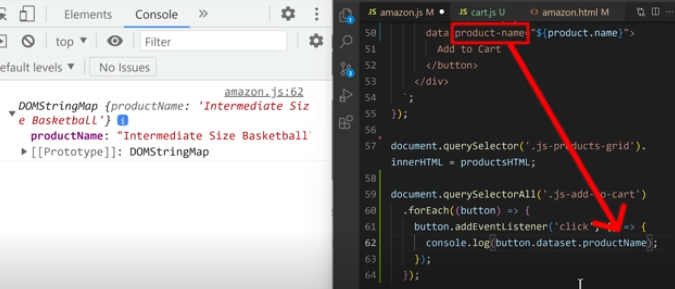 Elements
Console
»
top
Filter
efault levels
No Issues
amazon.js:62
DOMStringMap {productName: 'Intermediate Siz
e Basketball'}
productName: "Intermediate Size Basketball"
[[Prototype]]: DOMStringMap
JS amazon.js M
JS cart.js U
<> amazon.html M
50 data-product-name="${product.name}">
51 Add to Cart
52 </button>
53 </div>
54 `;
55 });
56
57 document.querySelector('.js-products-grid').
innerHTML = productsHTML;
58
59 document.querySelectorAll('.js-add-to-cart')
60 .forEach((button) => {
61 button.addEventListener('click', () => {
62 console.log(button.dataset.productName);
63 });
64 });